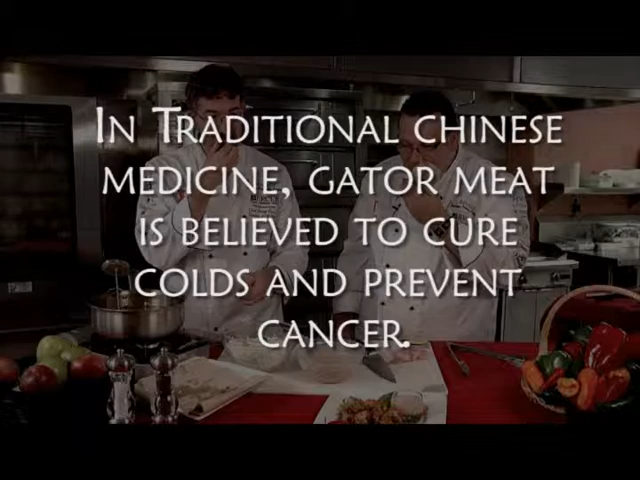 In Traditional Chinese
medicine, gator meat
is believed to cure
colds and prevent
cancer.